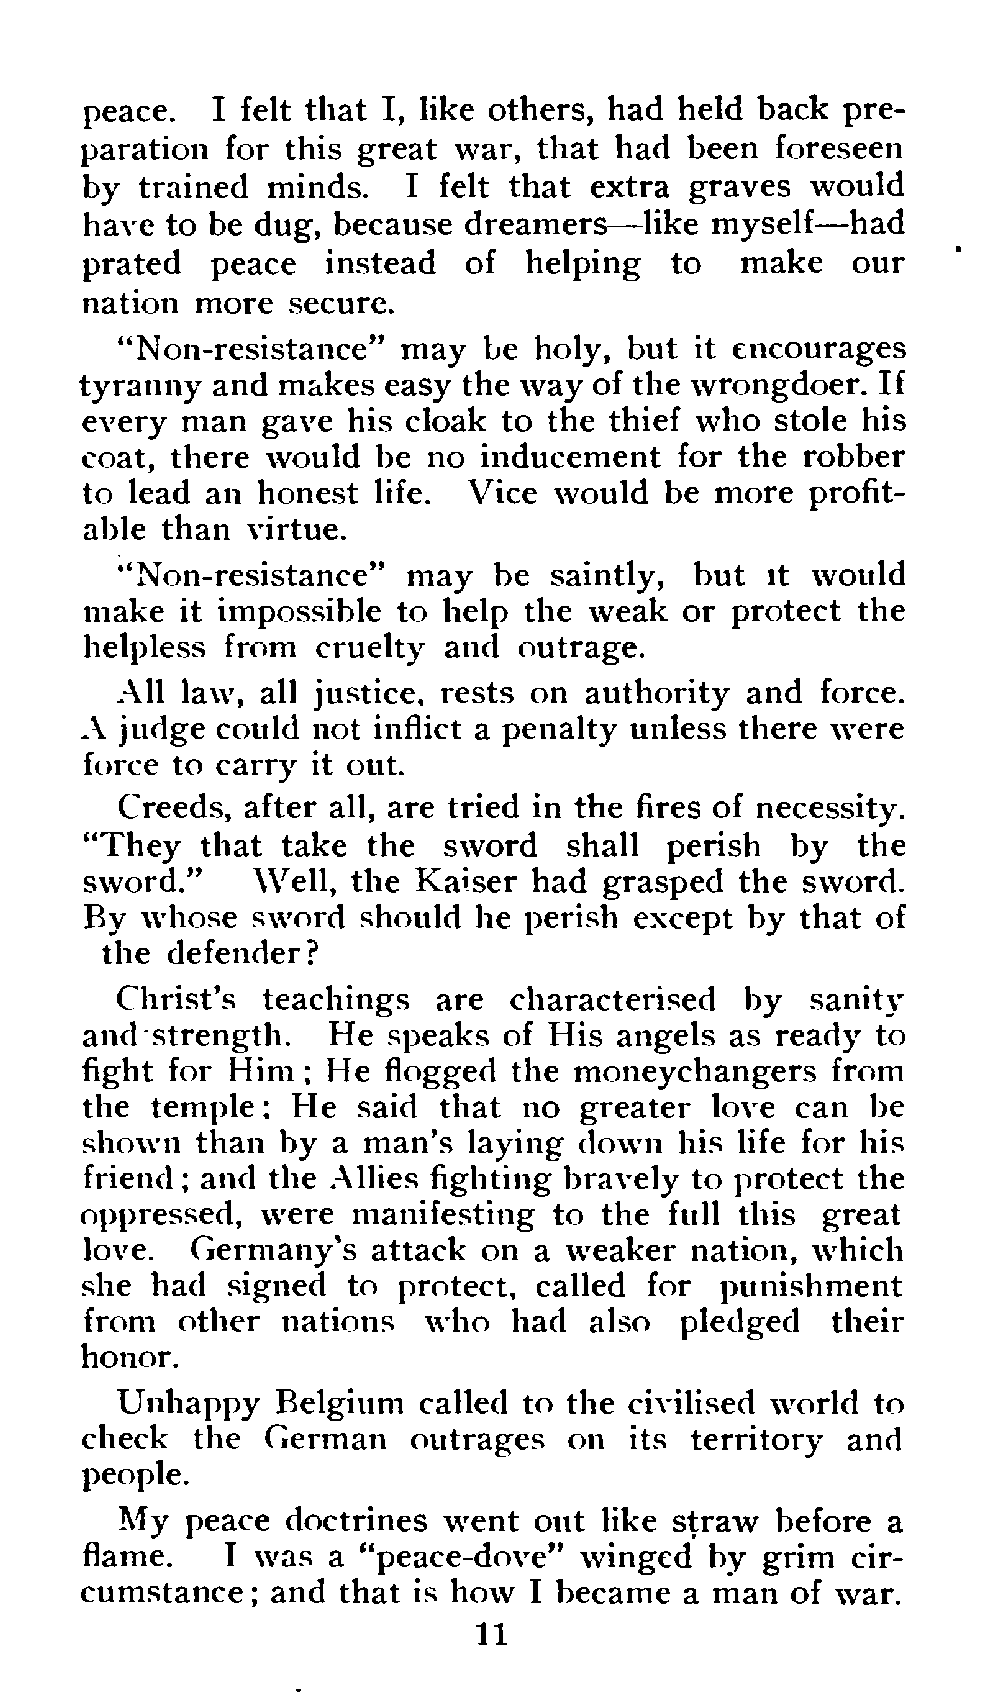 peace. I felt that I, like others, had held back pre-
paration for this great war, that had been foreseen
by trained minds. I felt that extra graves would
have to be dug, because dreamers—like myself—had
prated peace instead of helping to make our
nation more secure.
"Non-resistance" may be holy, but it encourages
tyranny and makes easy the way of the wrongdoer. If
every man gave his cloak to the thief who stole his
coat, there would be no inducement for the robber
to lead an honest life. Vice would be more profit-
able than virtue.
"Non-resistance" may be saintly, but it would
make it impossible to help the weak or protect the
helpless from cruelty and outrage.
All law, all justice, rests on authority and force.
A judge could not inflict a penalty unless there were
force to carry it out.
Creeds, after all, are tried in the fires of necessity.
"They that take the sword shall perish by the
sword." Well, the Kaiser had grasped the sword.
By whose sword should he perish except by that of
the defender?
Christ's teachings are characterised by sanity
and strength. He speaks of His angels as ready to
fight for Him; He flogged the moneychangers from
the temple: He said that no greater love can be
shown than by a man's laying down his life for his
friend; and the Allies fighting bravely to protect the
oppressed, were manifesting to the full this great
love. Germany's attack on a weaker nation, which
she had signed to protect, called for punishment
from other nations who had also pledged their
honor.
Unhappy Belgium called to the civilised world to
check the German outrages on its territory and
people.
My peace doctrines went out like straw before a
flame. I was a "peace-dove" winged by grim cir-
cumstance; and that is how I became a man of war.
11